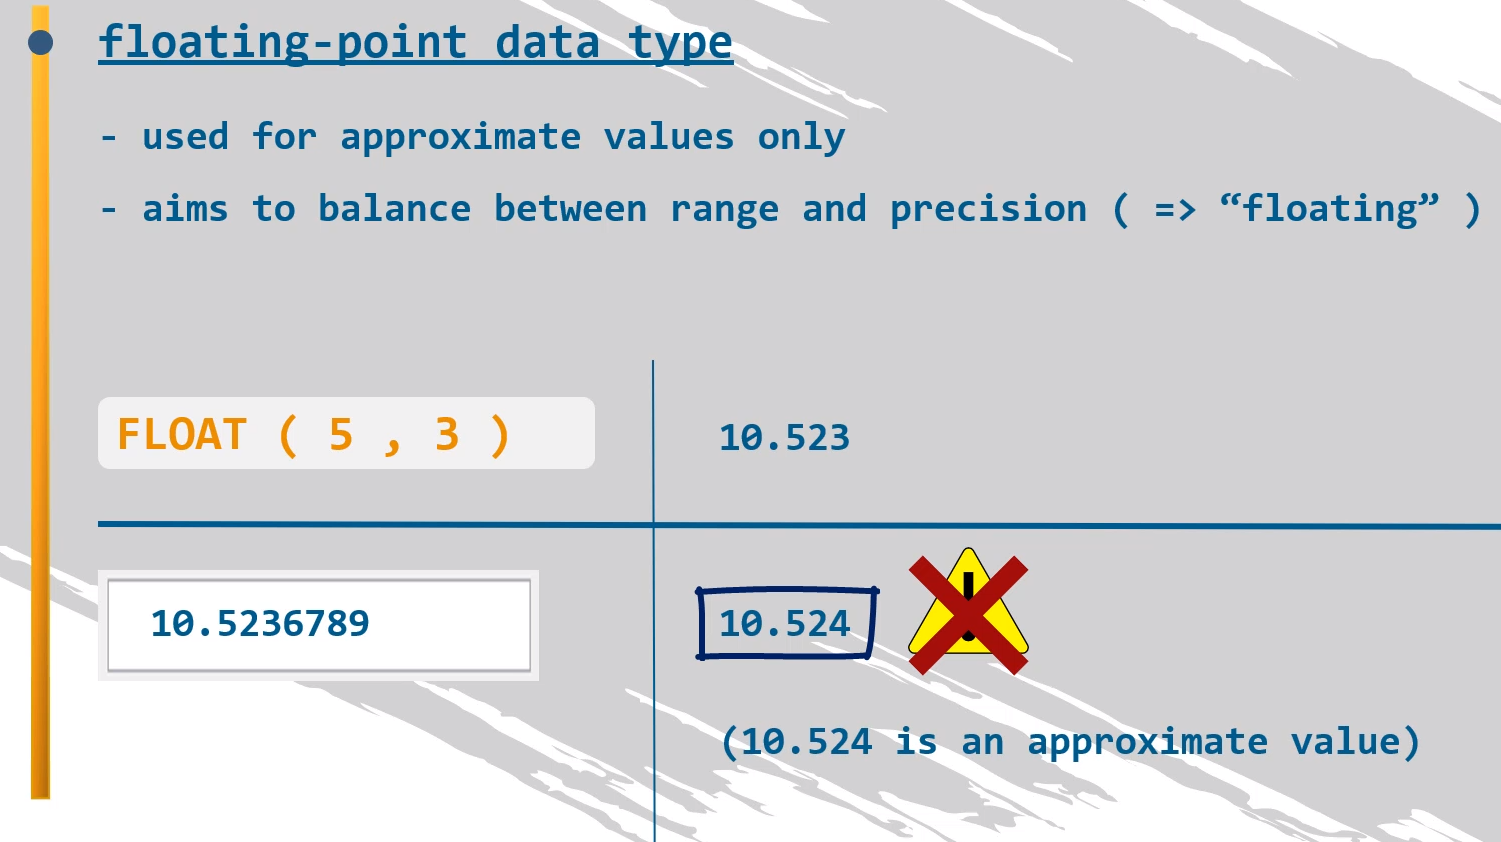 floating-point data type
- used for approximate values only
- aims to balance between range and precision ( => “floating” )
FLOAT ( 5 , 3 )
10.523
10.5236789
10.524
(10.524 is an approximate value)